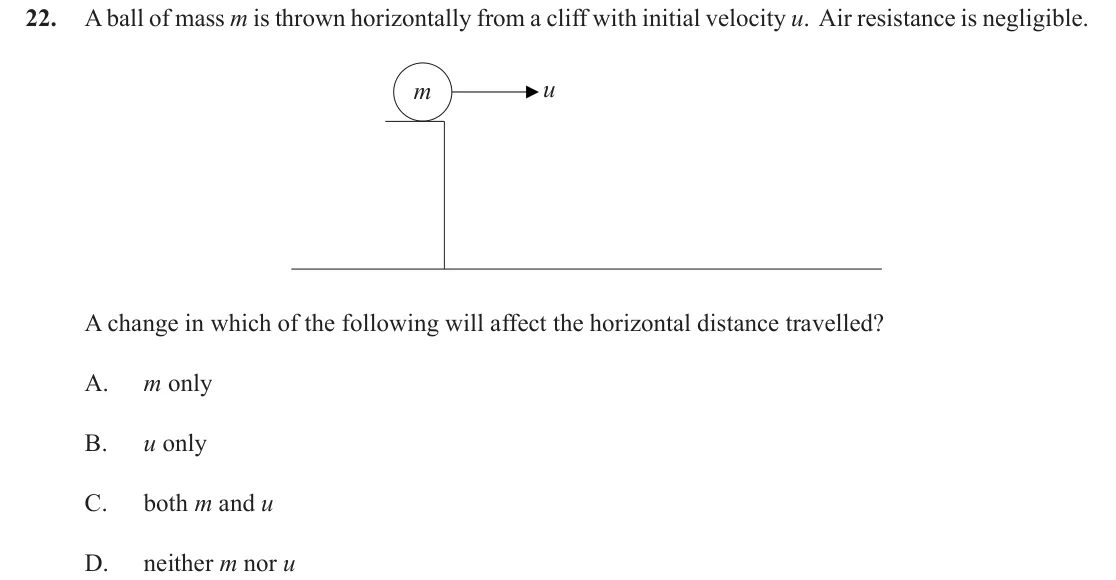 22. A ball of mass m is thrown horizontally from a cliff with initial velocity u. Air resistance is negligible.
m
u
A change in which of the following will affect the horizontal distance travelled?
A. m only
B. u only
C. both m and u
D. neither m nor u